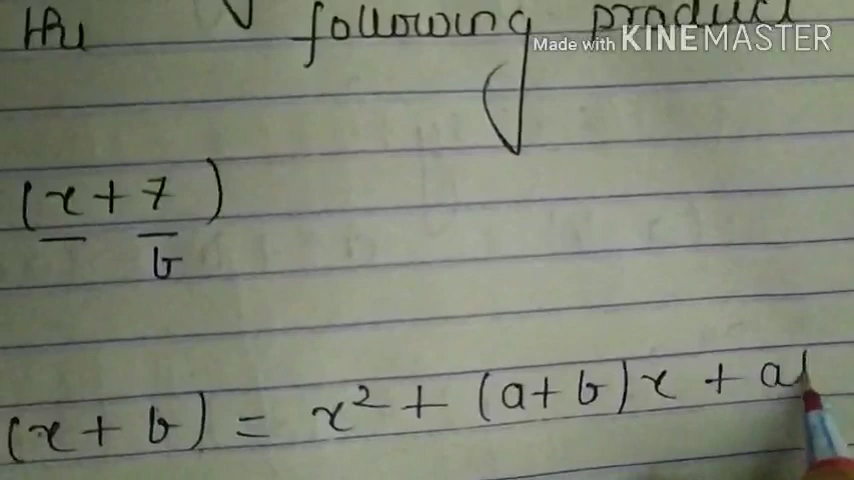 the following product
Made with KINEMASTER
(x + 7)
b
(x + b) = x² + (a + b)x + a